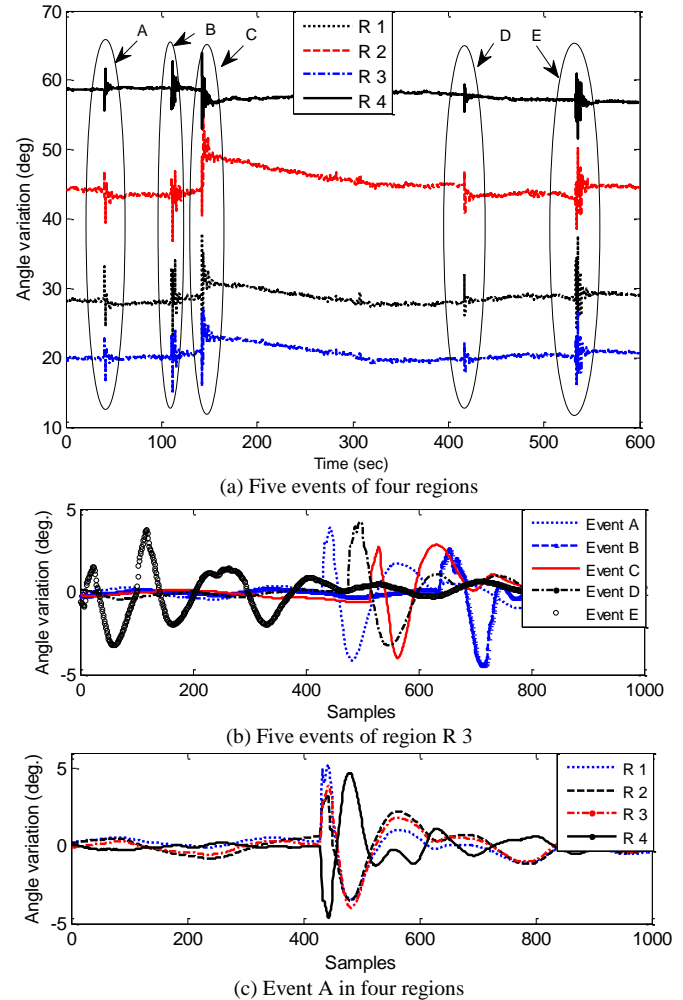 70
60
50
40
30
20
10
Angle variation (deg)
A
B
C
D
E
R 1
R 2
R 3
R 4
0
100
200
300
400
500
600
Time (sec)
(a) Five events of four regions
5
0
-5
Angle variation (deg.)
Event A
Event B
Event C
Event D
Event E
0
200
400
600
800
1000
Samples
(b) Five events of region R 3
5
0
-5
Angle variation (deg.)
R 1
R 2
R 3
R 4
0
200
400
600
800
1000
Samples
(c) Event A in four regions